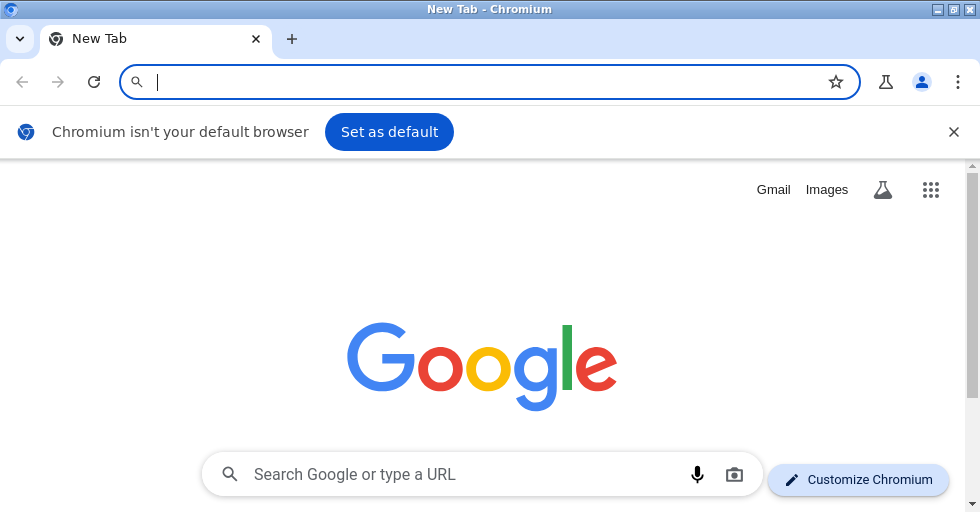 New Tab - Chromium
New Tab
Chromium isn't your default browser
Set as default
Gmail
Images
Google
Search Google or type a URL
Customize Chromium